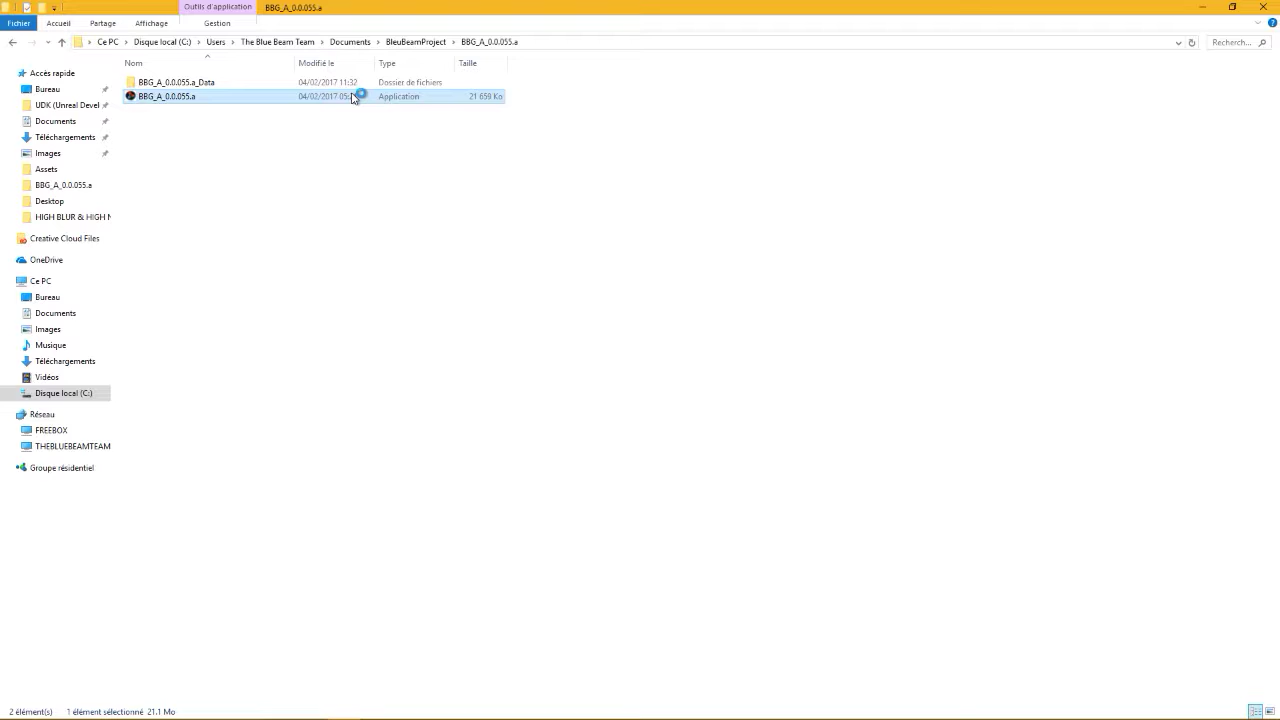 Outils d'application BBG_A_0.0.055.a
Fichier Accueil Partage Affichage Gestion
Ce PC Disque local (C:) Users The Blue Beam Team Documents BleuBeamProject BBG_A_0.0.055.a Recherch...
Nom Modifié le Type Taille
BBG_A_0.0.055.a_Data 04/02/2017 11:32 Dossier de fichiers
BBG_A_0.0.055.a 04/02/2017 Application 21 659 Ko
Accès rapide
Bureau
UDK (Unreal Devel
Documents
Téléchargements
Images
Assets
BBG_A_0.0.055.a
Desktop
HIGH BLUR & HIGH
Creative Cloud Files
OneDrive
Ce PC
Bureau
Documents
Images
Musique
Téléchargements
Vidéos
Disque local (C:)
Réseau
FREEBOX
THEBLUEBEAMTEAM
Groupe résidentiel
2 élément(s) 1 élément sélectionné 21,1 Mo